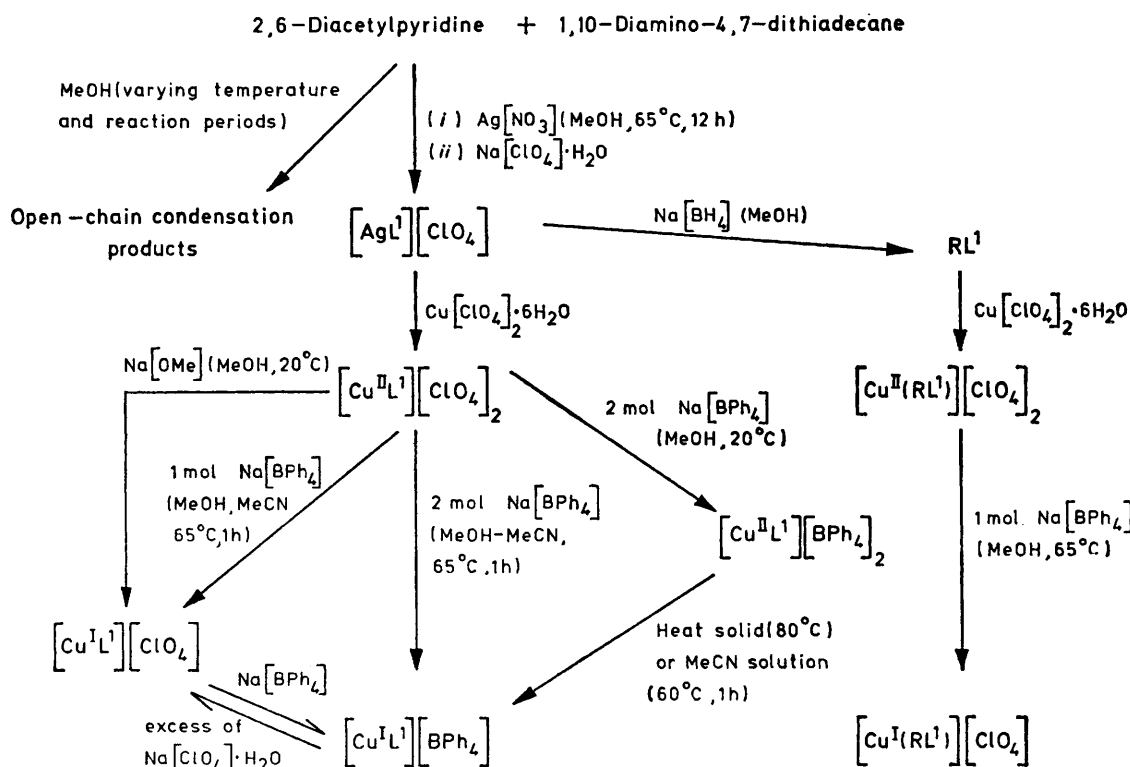 2,6-Diacetylpyridine + 1,10-Diamino-4,7-dithiadecane
MeOH(varying temperature
and reaction periods)
(i) Ag[NO₃](MeOH,65°C,12 h)
(ii) Na[ClO₄]·H₂O
Open-chain condensation
products
[AgL¹][ClO₄]
Na[BH₄](MeOH)
RL¹
Cu[ClO₄]₂·6H₂O
Cu[ClO₄]₂·6H₂O
Na[OMe](MeOH,20°C)
[CuᴵᴵL¹][ClO₄]₂
[Cuᴵᴵ(RL¹)][ClO₄]₂
2 mol Na[BPh₄]
(MeOH,20°C)
1 mol Na[BPh₄]
(MeOH,MeCN
65°C,1h)
2 mol Na[BPh₄]
(MeOH-MeCN,
65°C,1h)
[CuᴵᴵL¹][BPh₄]₂
1 mol. Na[BPh₄]
(MeOH,65°C)
[CuᴵL¹][ClO₄]
Heat solid(80°C)
or MeCN solution
(60°C,1h)
Na[BPh₄]
excess of
Na[ClO₄]·H₂O
[CuᴵL¹][BPh₄]
[Cuᴵ(RL¹)][ClO₄]